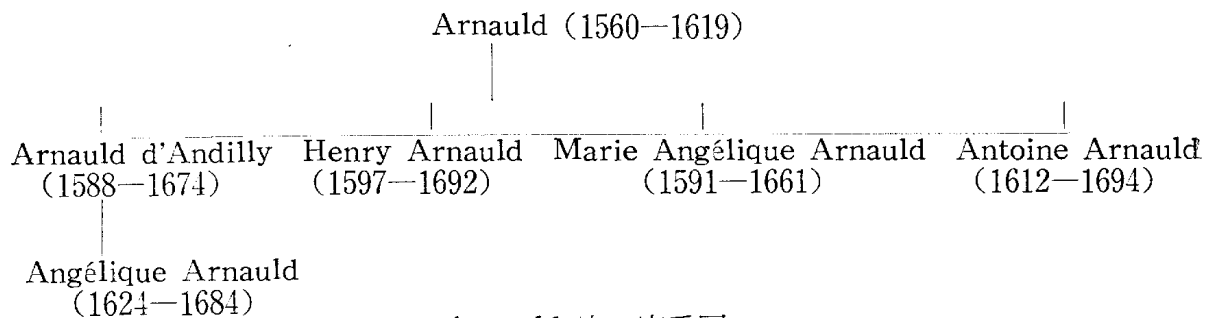 Arnauld (1560—1619)
Arnauld d'Andilly Henry Arnauld Marie Angélique Arnauld Antoine Arnauld
(1588—1674) (1597—1692) (1591—1661) (1612—1694)
Angélique Arnauld
(1624—1684)